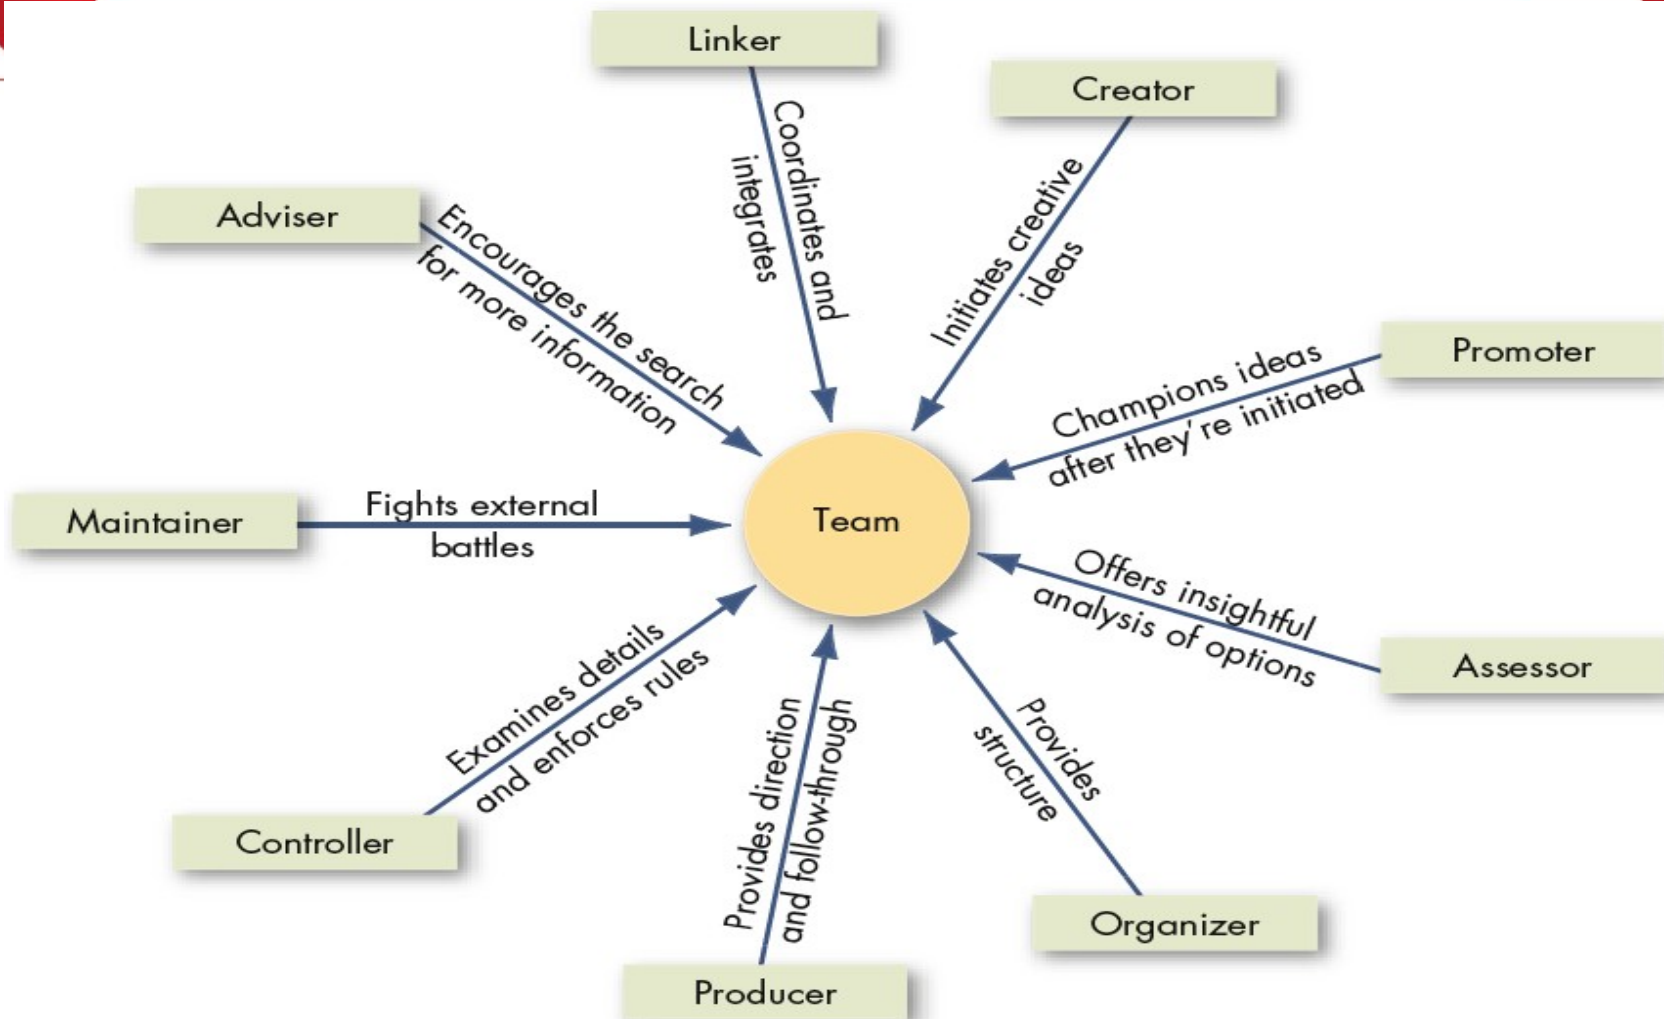 Linker
Coordinates and
integrates
Creator
Initiates creative
ideas
Adviser
Encourages the search
for more information
Promoter
Champions ideas
after they're initiated
Maintainer
Fights external
battles
Team
Offers insightful
analysis of options
Assessor
Examines details
and enforces rules
Controller
Provides direction
and follow-through
Producer
Provides
structure
Organizer